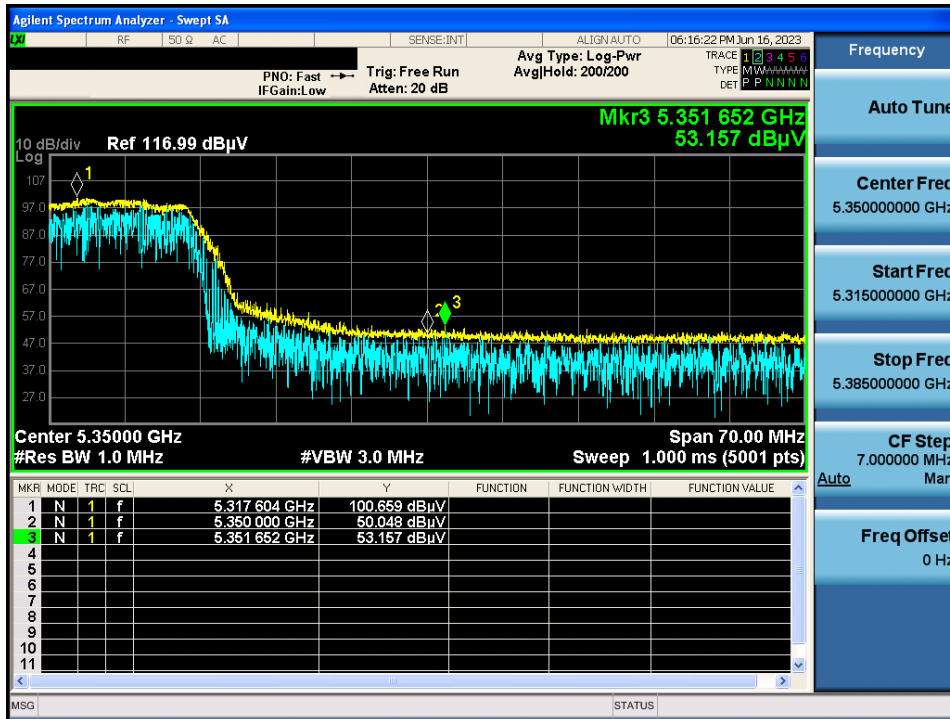 Agilent Spectrum Analyzer - Swept SA
LXI RF 50 Ω AC SENSE:INT ALIGN AUTO 06:16:22 PM Jun 16, 2023
PNO: Fast Trig: Free Run Avg Type: Log-Pwr TRACE 1 2 3 4 5 6
IFGain:Low Atten: 20 dB Avg|Hold: 200/200 TYPE M W
DET P P N N N N
Mkr3 5.351 652 GHz
53.157 dBµV
10 dB/div Ref 116.99 dBµV
Log
107
97.0
87.0
77.0
67.0
57.0
47.0
37.0
27.0
1
3
Center 5.35000 GHz Span 70.00 MHz
#Res BW 1.0 MHz #VBW 3.0 MHz Sweep 1.000 ms (5001 pts)
MKR MODE TRC SCL X Y FUNCTION FUNCTION WIDTH FUNCTION VALUE
1 N 1 f 5.317 604 GHz 100.659 dBµV
2 N 1 f 5.350 000 GHz 50.048 dBµV
3 N 1 f 5.351 652 GHz 53.157 dBµV
4
5
6
7
8
9
10
11
MSG STATUS
Frequency
Auto Tune
Center Freq
5.350000000 GHz
Start Freq
5.315000000 GHz
Stop Freq
5.385000000 GHz
CF Step
7.000000 MHz
Auto Man
Freq Offset
0 Hz